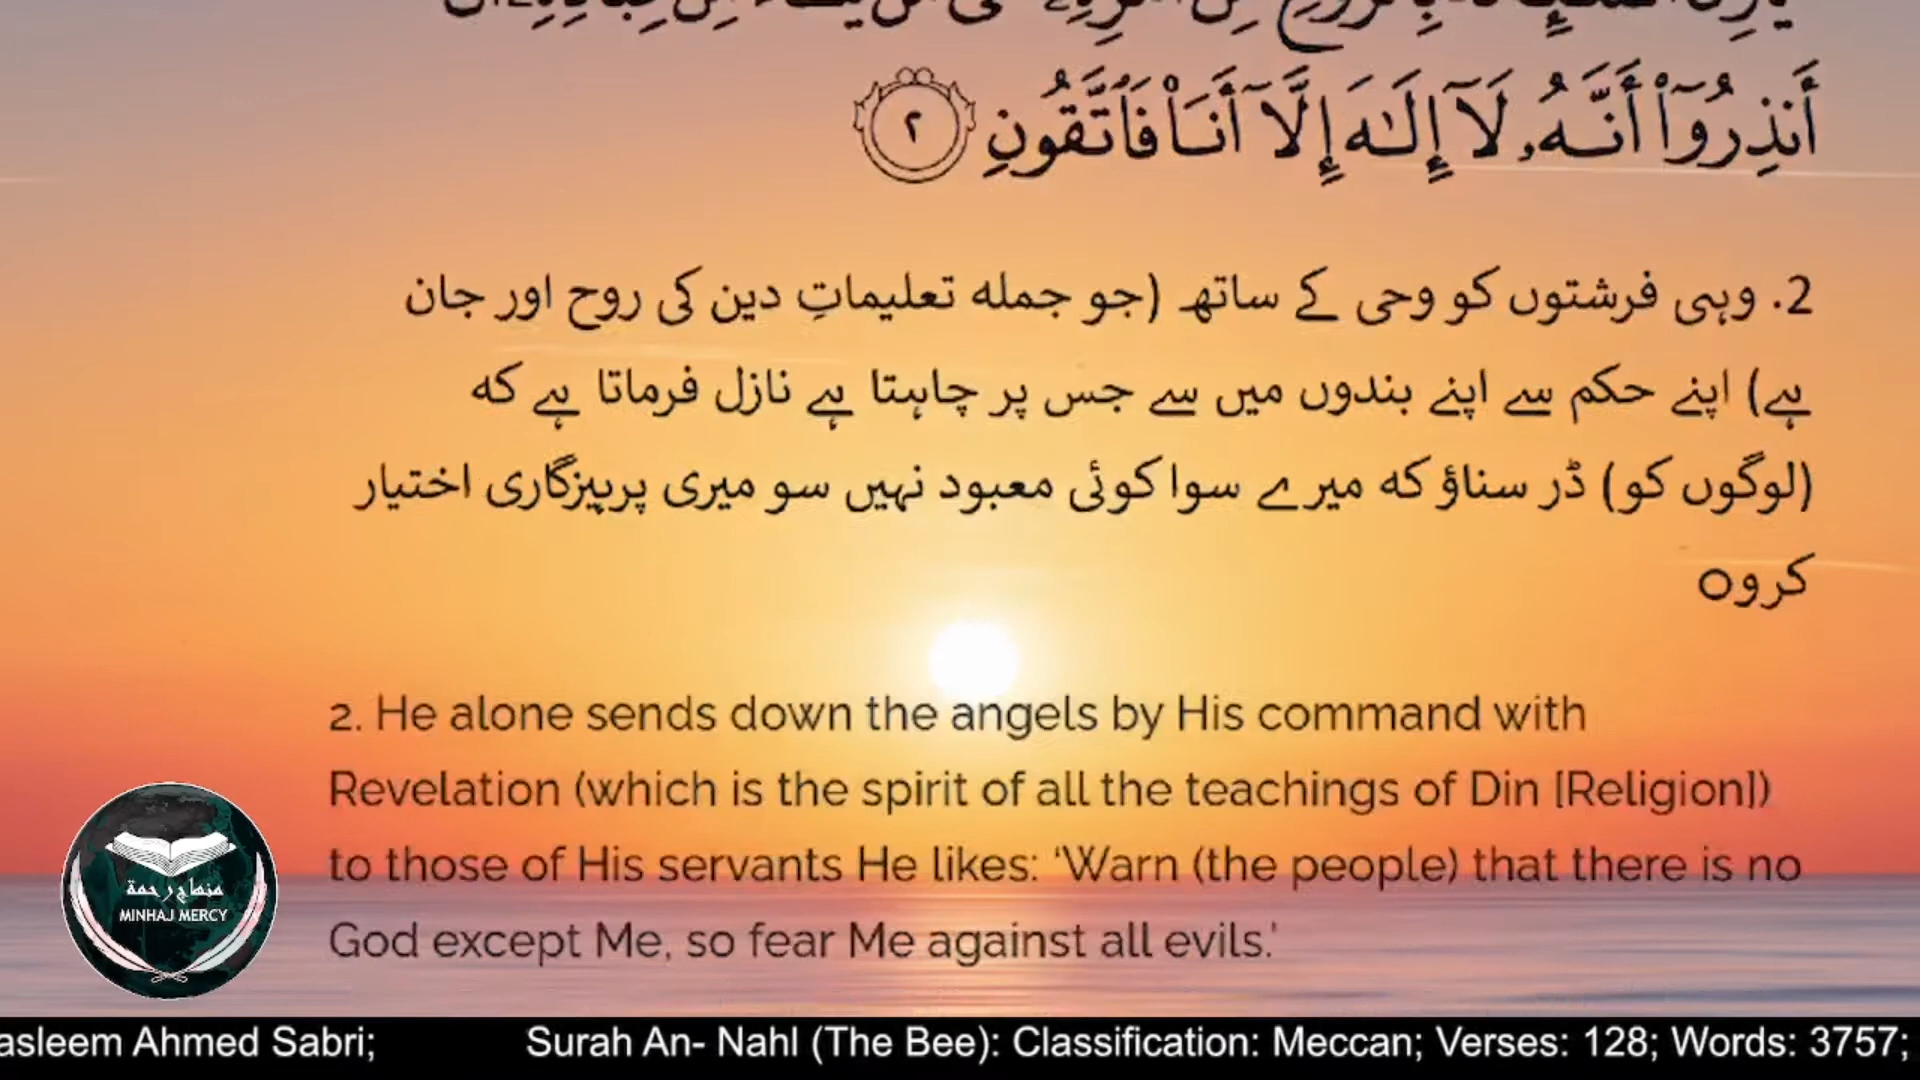 أَنذِرُوٓا۟ أَنَّهُۥ لَآ إِلَـٰهَ إِلَّآ أَنَا۠ فَٱتَّقُونِ ٢
2. وہی فرشتوں کو وحی کے ساتھ (جو جملہ تعلیماتِ دین کی روح اور جان
ہے) اپنے حکم سے اپنے بندوں میں سے جس پر چاہتا ہے نازل فرماتا ہے کہ
(لوگوں کو) ڈر سناؤ کہ میرے سوا کوئی معبود نہیں سو میری پرہیزگاری اختیار
کروo
2. He alone sends down the angels by His command with
Revelation (which is the spirit of all the teachings of Din [Religion])
to those of His servants He likes: ‘Warn (the people) that there is no
God except Me, so fear Me against all evils.’
منهاج رحمة
MINHAJ MERCY
asleem Ahmed Sabri; Surah An- Nahl (The Bee): Classification: Meccan; Verses: 128; Words: 3757;